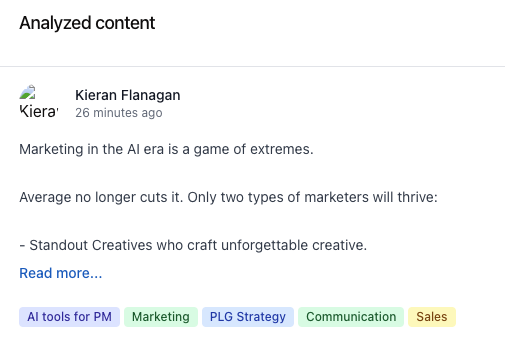 Analyzed content
Kiera
Kieran Flanagan
26 minutes ago
Marketing in the AI era is a game of extremes.
Average no longer cuts it. Only two types of marketers will thrive:
- Standout Creatives who craft unforgettable creative.
Read more...
AI tools for PM Marketing PLG Strategy Communication Sales